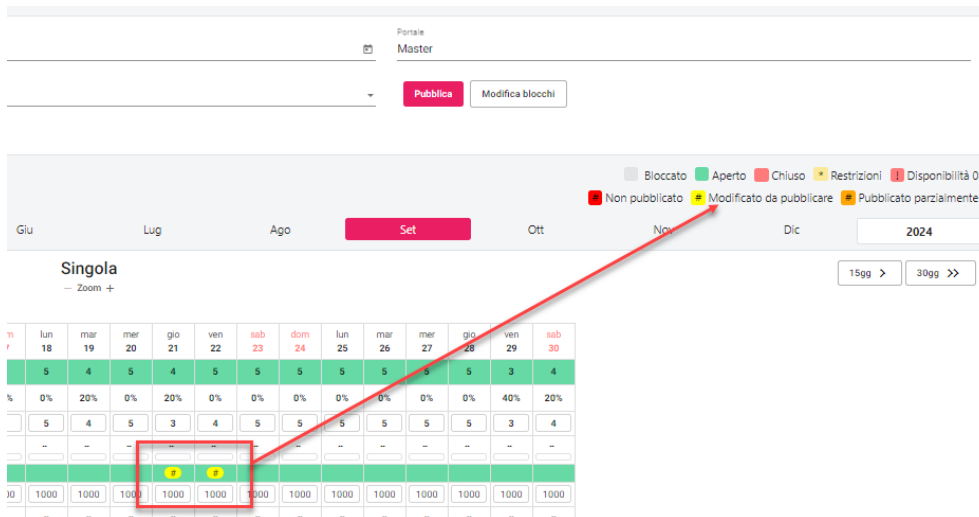 Portale
Master
Pubblica Modifica blocchi
Bloccato Aperto Chiuso * Restrizioni ! Disponibilità 0
# Non pubblicato # Modificato da pubblicare # Pubblicato parzialmente
Giu Lug Ago Set Ott Nov Dic 2024
Singola 15gg > 30gg >>
— Zoom +
lun mar mer gio ven sab dom lun mar mer gio ven sab
18 19 20 21 22 23 24 25 26 27 28 29 30
5 4 5 4 5 5 5 5 5 5 5 3 4
% 0% 20% 0% 20% 0% 0% 0% 0% 0% 0% 0% 40% 20%
5 4 5 3 4 5 5 5 5 5 5 3 4
-- -- -- -- -- -- -- -- -- -- -- -- --
# #
00 1000 1000 1000 1000 1000 1000 1000 1000 1000 1000 1000 1000 1000